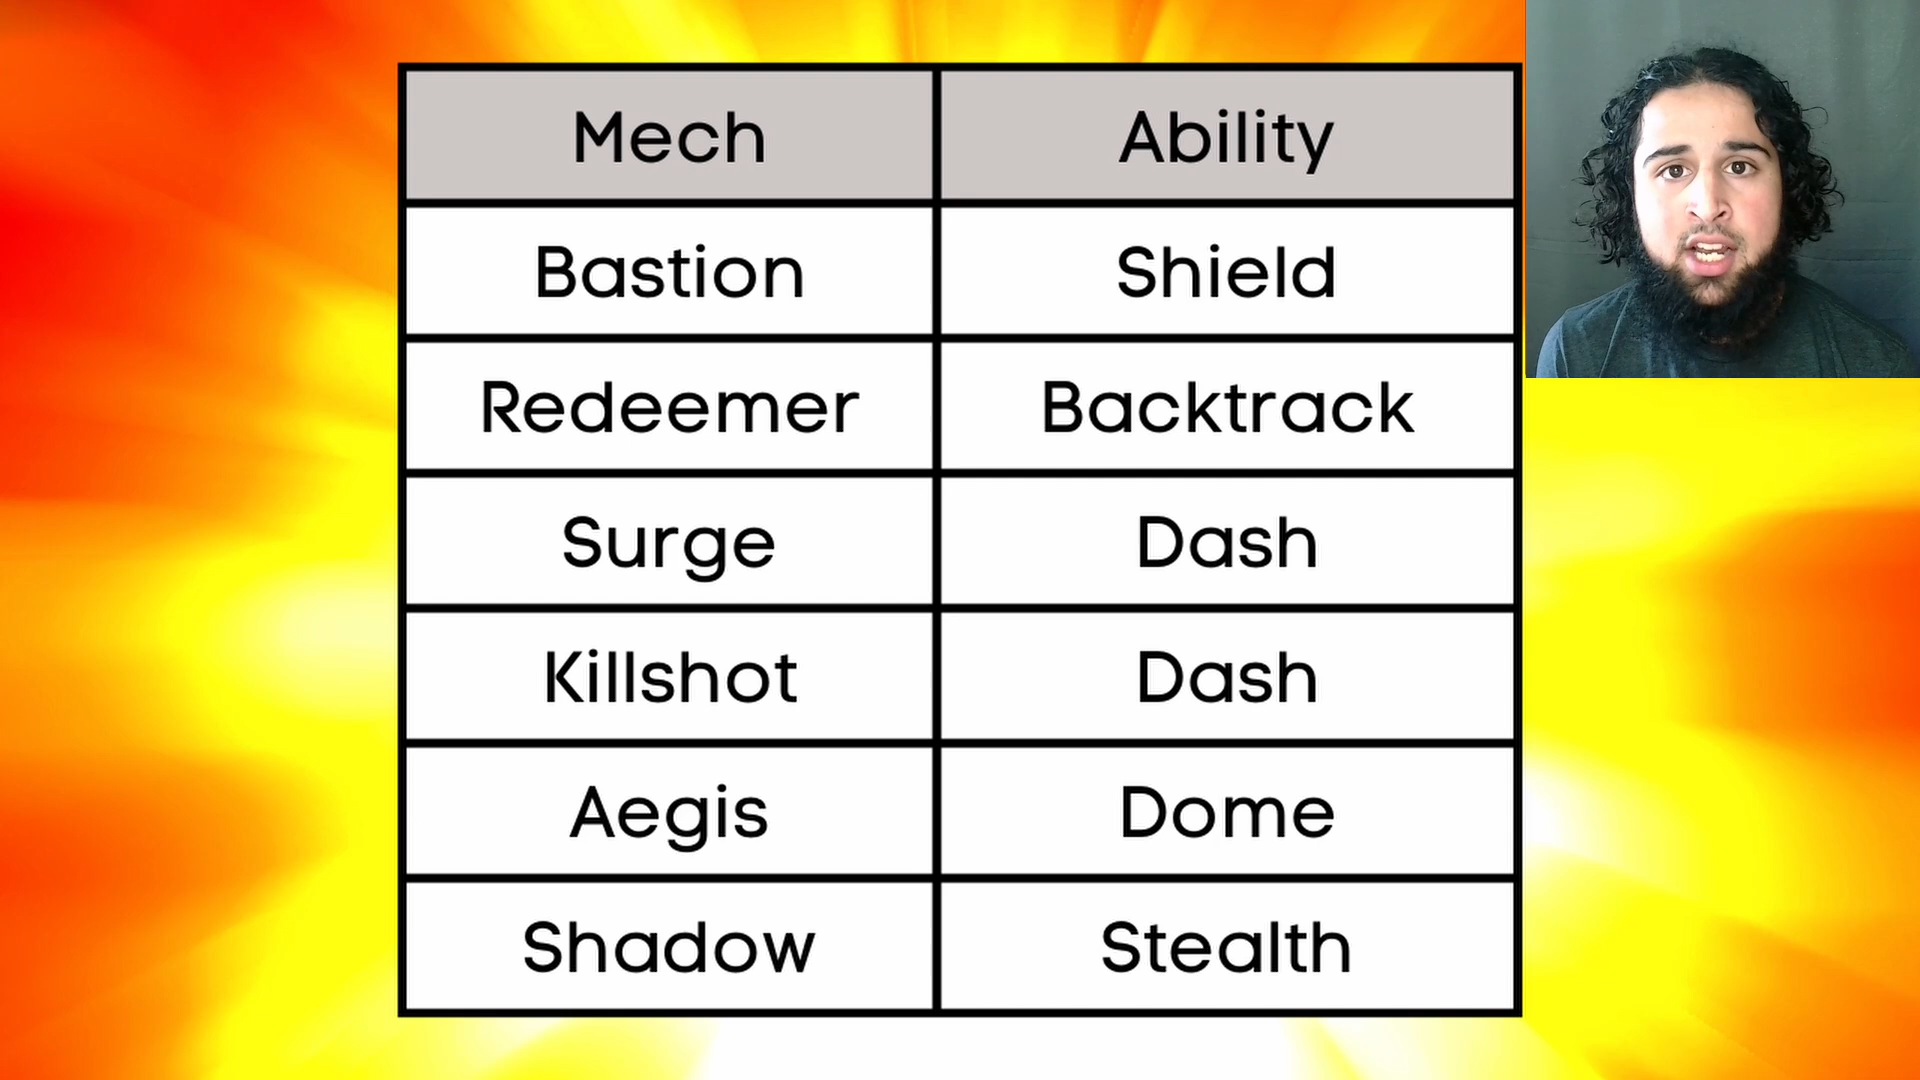 Mech Ability
Bastion Shield
Redeemer Backtrack
Surge Dash
Killshot Dash
Aegis Dome
Shadow Stealth